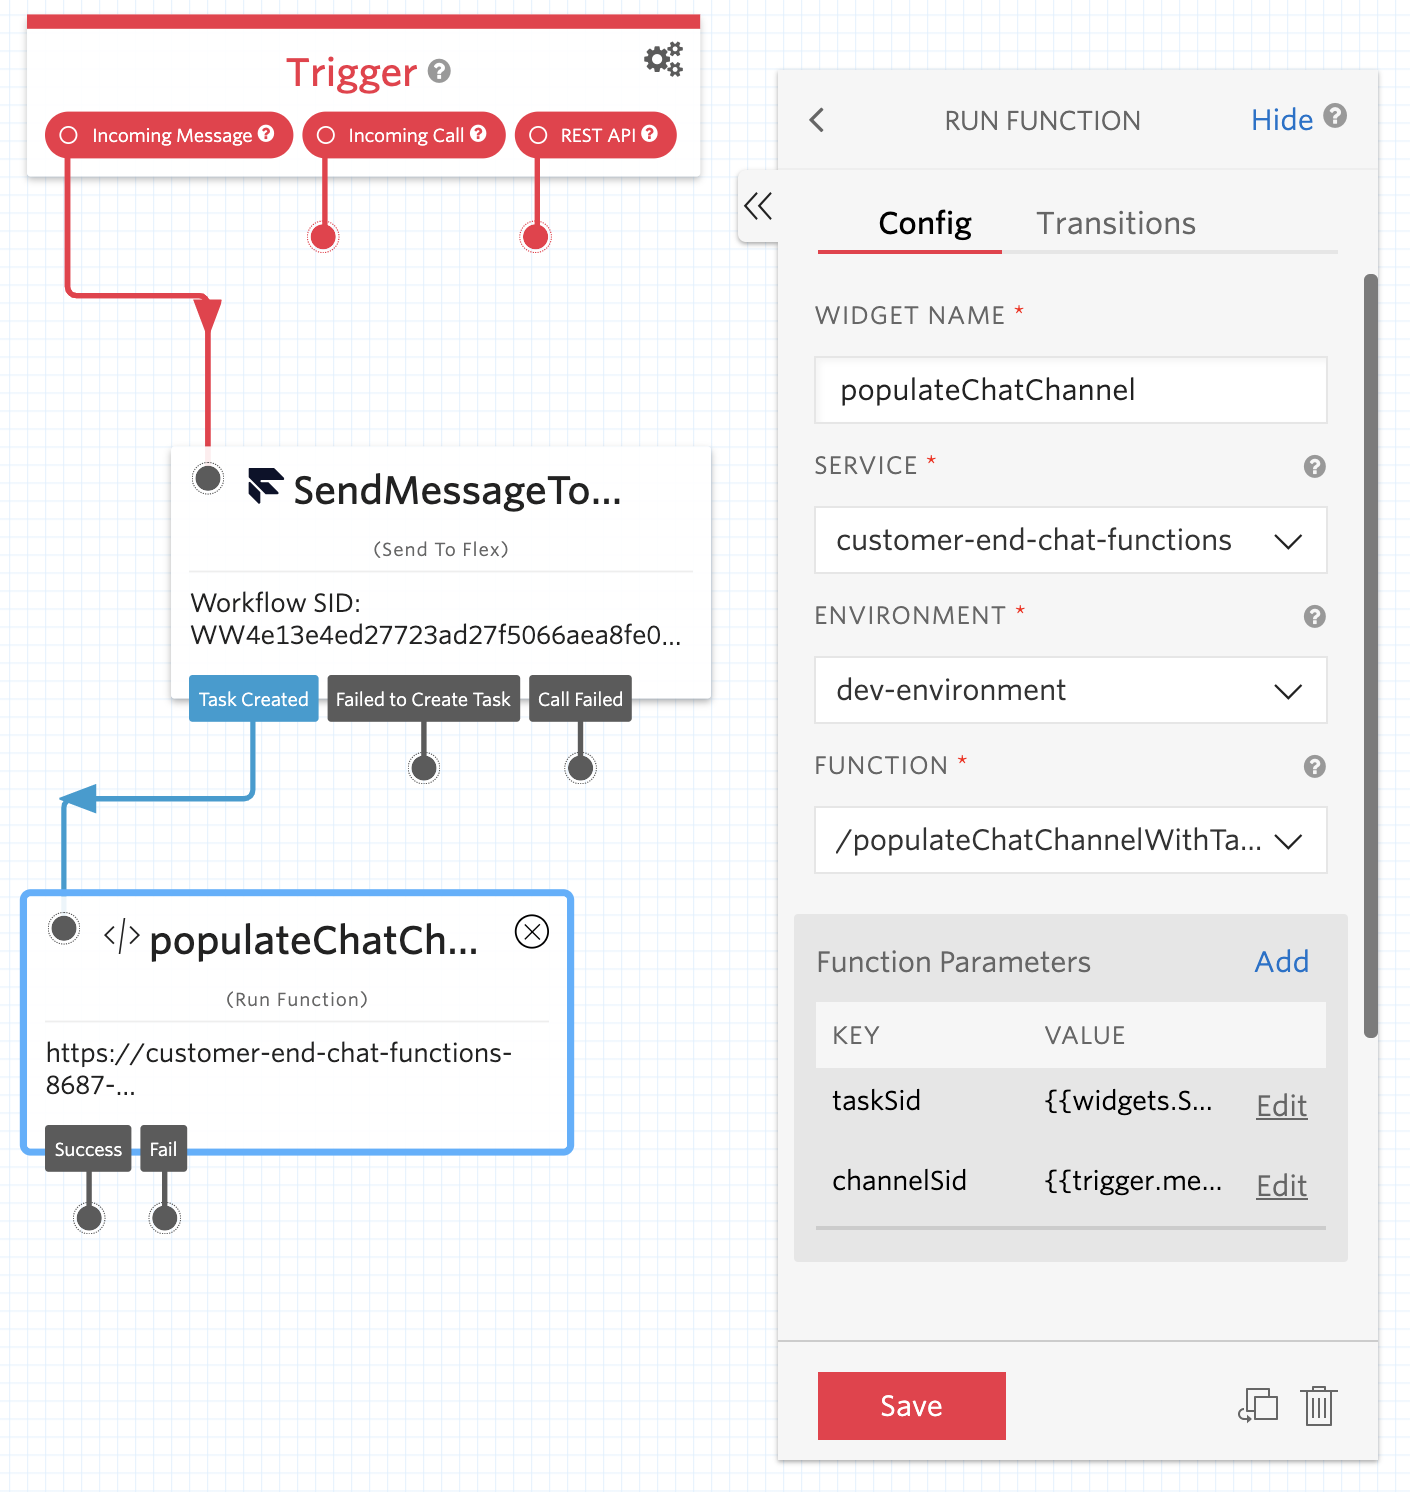 Trigger ?
Incoming Message ?
Incoming Call ?
REST API ?
SendMessageTo...
(Send To Flex)
Workflow SID:
WW4e13e4ed27723ad27f5066aea8fe0...
Task Created
Failed to Create Task
Call Failed
</> populateChatCh...
(Run Function)
https://customer-end-chat-functions-
8687-...
Success
Fail
RUN FUNCTION
Hide ?
Config
Transitions
WIDGET NAME *
populateChatChannel
SERVICE * ?
customer-end-chat-functions
ENVIRONMENT * ?
dev-environment
FUNCTION * ?
/populateChatChannelWithTa...
Function Parameters
Add
KEY VALUE
taskSid {{widgets.S... Edit
channelSid {{trigger.me... Edit
Save